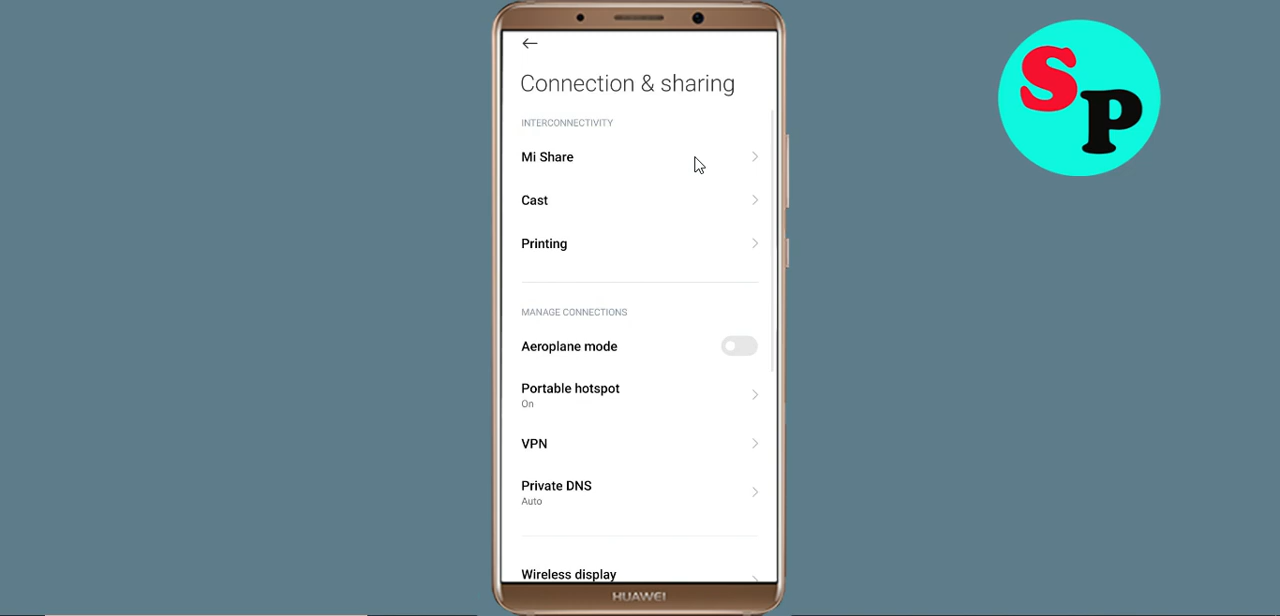 Connection & sharing
INTERCONNECTIVITY
Mi Share
Cast
Printing
MANAGE CONNECTIONS
Aeroplane mode
Portable hotspot
On
VPN
Private DNS
Auto
Wireless display
HUAWEI
SP